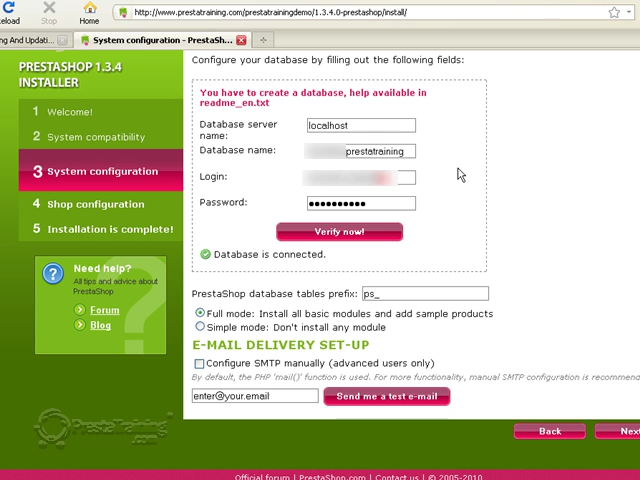 eload
Stop
Home
http://www.prestatraining.com/prestatrainingdemo/1.3.4.0-prestashop/install/
ng And Updati...
System configuration - PrestaSh...
PRESTASHOP 1.3.4
INSTALLER
1 Welcome!
2 System compatibility
3 System configuration
4 Shop configuration
5 Installation is complete!
Need help?
All tips and advice about
PrestaShop
Forum
Blog
PrestaTraining
.com
Configure your database by filling out the following fields:
You have to create a database, help available in
readme_en.txt
Database server
name:
localhost
Database name:
prestatraining
Login:
Password:
••••••••••
Verify now!
Database is connected.
PrestaShop database tables prefix:
ps_
Full mode: Install all basic modules and add sample products
Simple mode: Don't install any module
E-MAIL DELIVERY SET-UP
Configure SMTP manually (advanced users only)
By default, the PHP 'mail()' function is used. For more functionality, manual SMTP configuration is recommend
enter@your.email
Send me a test e-mail
Back
Next
Official forum | PrestaShop.com | Contact us | © 2005-2010